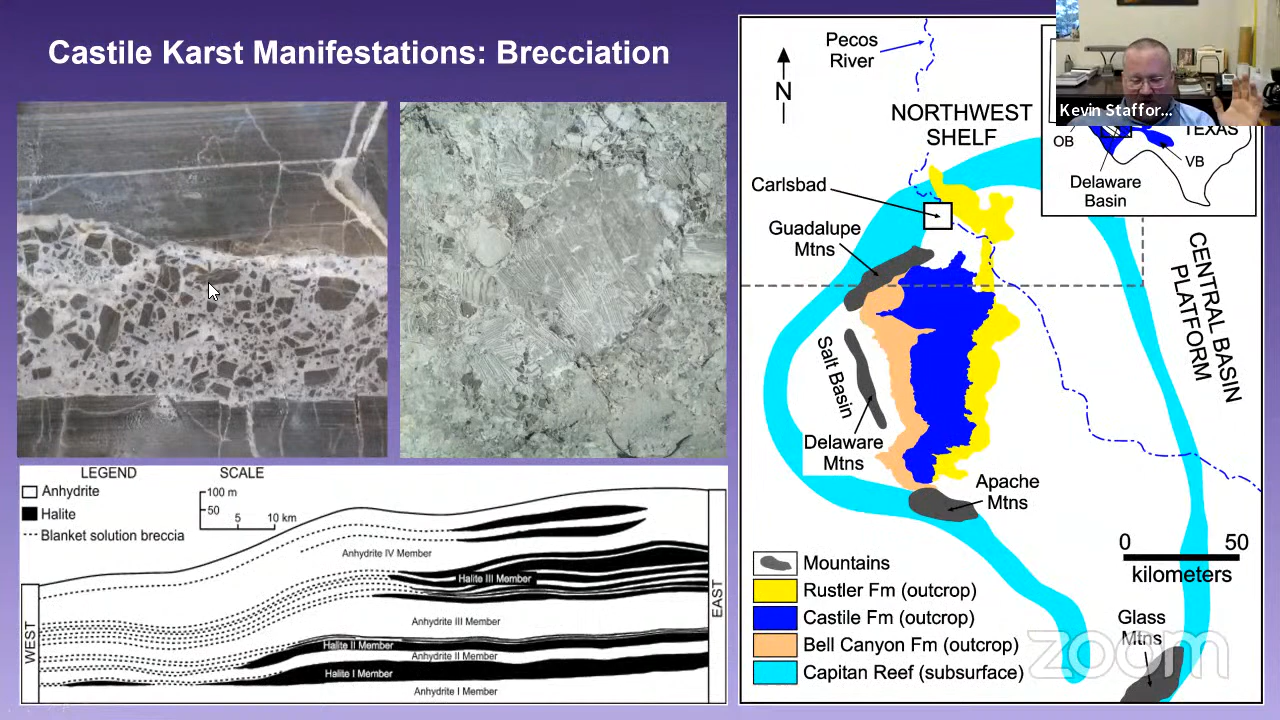 Castile Karst Manifestations: Brecciation
LEGEND
Anhydrite
Halite
Blanket solution breccia
SCALE
100 m
50
5
10 km
WEST
EAST
Anhydrite IV Member
Halite III Member
Anhydrite III Member
Halite II Member
Anhydrite II Member
Halite I Member
Anhydrite I Member
Pecos
River
N
NORTHWEST
SHELF
Carlsbad
Guadalupe
Mtns
Salt Basin
Delaware
Mtns
Apache
Mtns
CENTRAL BASIN
PLATFORM
0
50
kilometers
Glass
Mtns
Mountains
Rustler Fm (outcrop)
Castile Fm (outcrop)
Bell Canyon Fm (outcrop)
Capitan Reef (subsurface)
Kevin Staffor...
TEXAS
OB
VB
Delaware
Basin
zoom